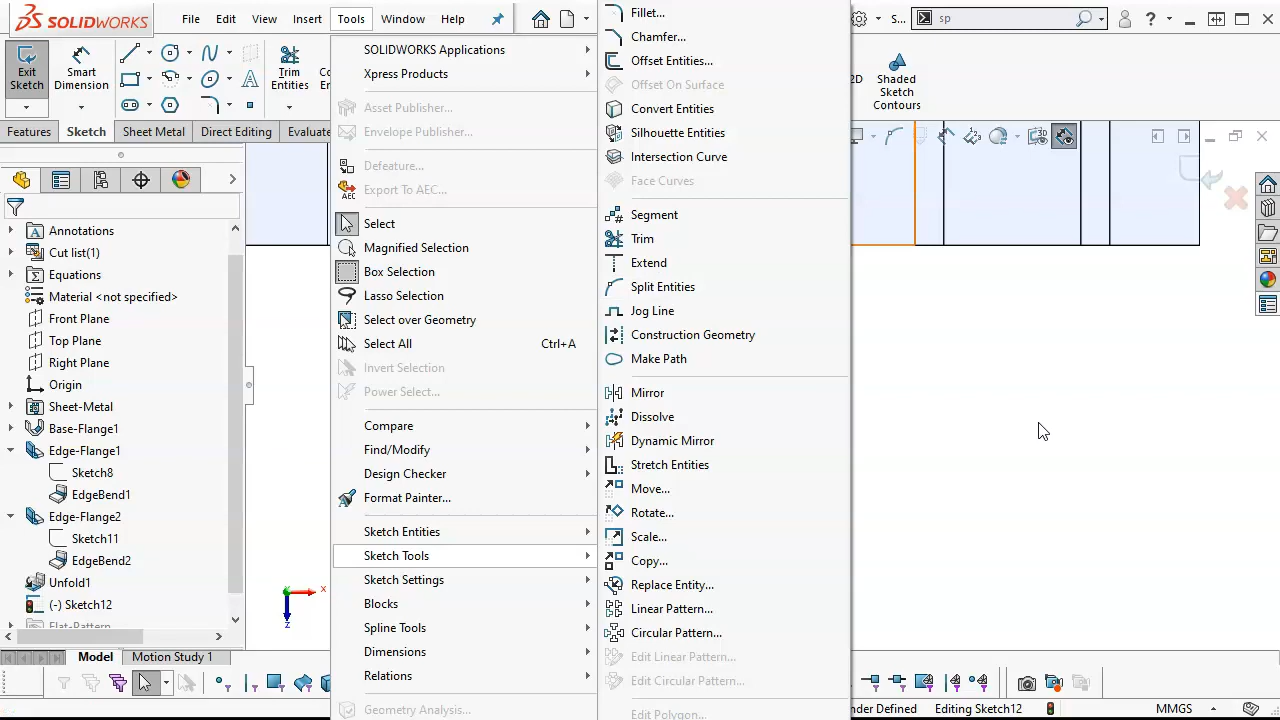 SOLIDWORKS
File Edit View Insert Tools Window Help
S...
sp
Exit Sketch
Smart Dimension
Trim Entities
Co
2D
Shaded Sketch Contours
Features Sketch Sheet Metal Direct Editing Evaluate
Annotations
Cut list(1)
Equations
Material <not specified>
Front Plane
Top Plane
Right Plane
Origin
Sheet-Metal
Base-Flange1
Edge-Flange1
Sketch8
EdgeBend1
Edge-Flange2
Sketch11
EdgeBend2
Unfold1
(-) Sketch12
Flat-Pattern
SOLIDWORKS Applications
Xpress Products
Asset Publisher...
Envelope Publisher...
Defeature...
Export To AEC...
Select
Magnified Selection
Box Selection
Lasso Selection
Select over Geometry
Select All Ctrl+A
Invert Selection
Power Select...
Compare
Find/Modify
Design Checker
Format Painter...
Sketch Entities
Sketch Tools
Sketch Settings
Blocks
Spline Tools
Dimensions
Relations
Geometry Analysis...
Fillet...
Chamfer...
Offset Entities...
Offset On Surface
Convert Entities
Silhouette Entities
Intersection Curve
Face Curves
Segment
Trim
Extend
Split Entities
Jog Line
Construction Geometry
Make Path
Mirror
Dissolve
Dynamic Mirror
Stretch Entities
Move...
Rotate...
Scale...
Copy...
Replace Entity...
Linear Pattern...
Circular Pattern...
Edit Linear Pattern...
Edit Circular Pattern...
Edit Polygon...
x
z
Model Motion Study 1
nder Defined Editing Sketch12 MMGS